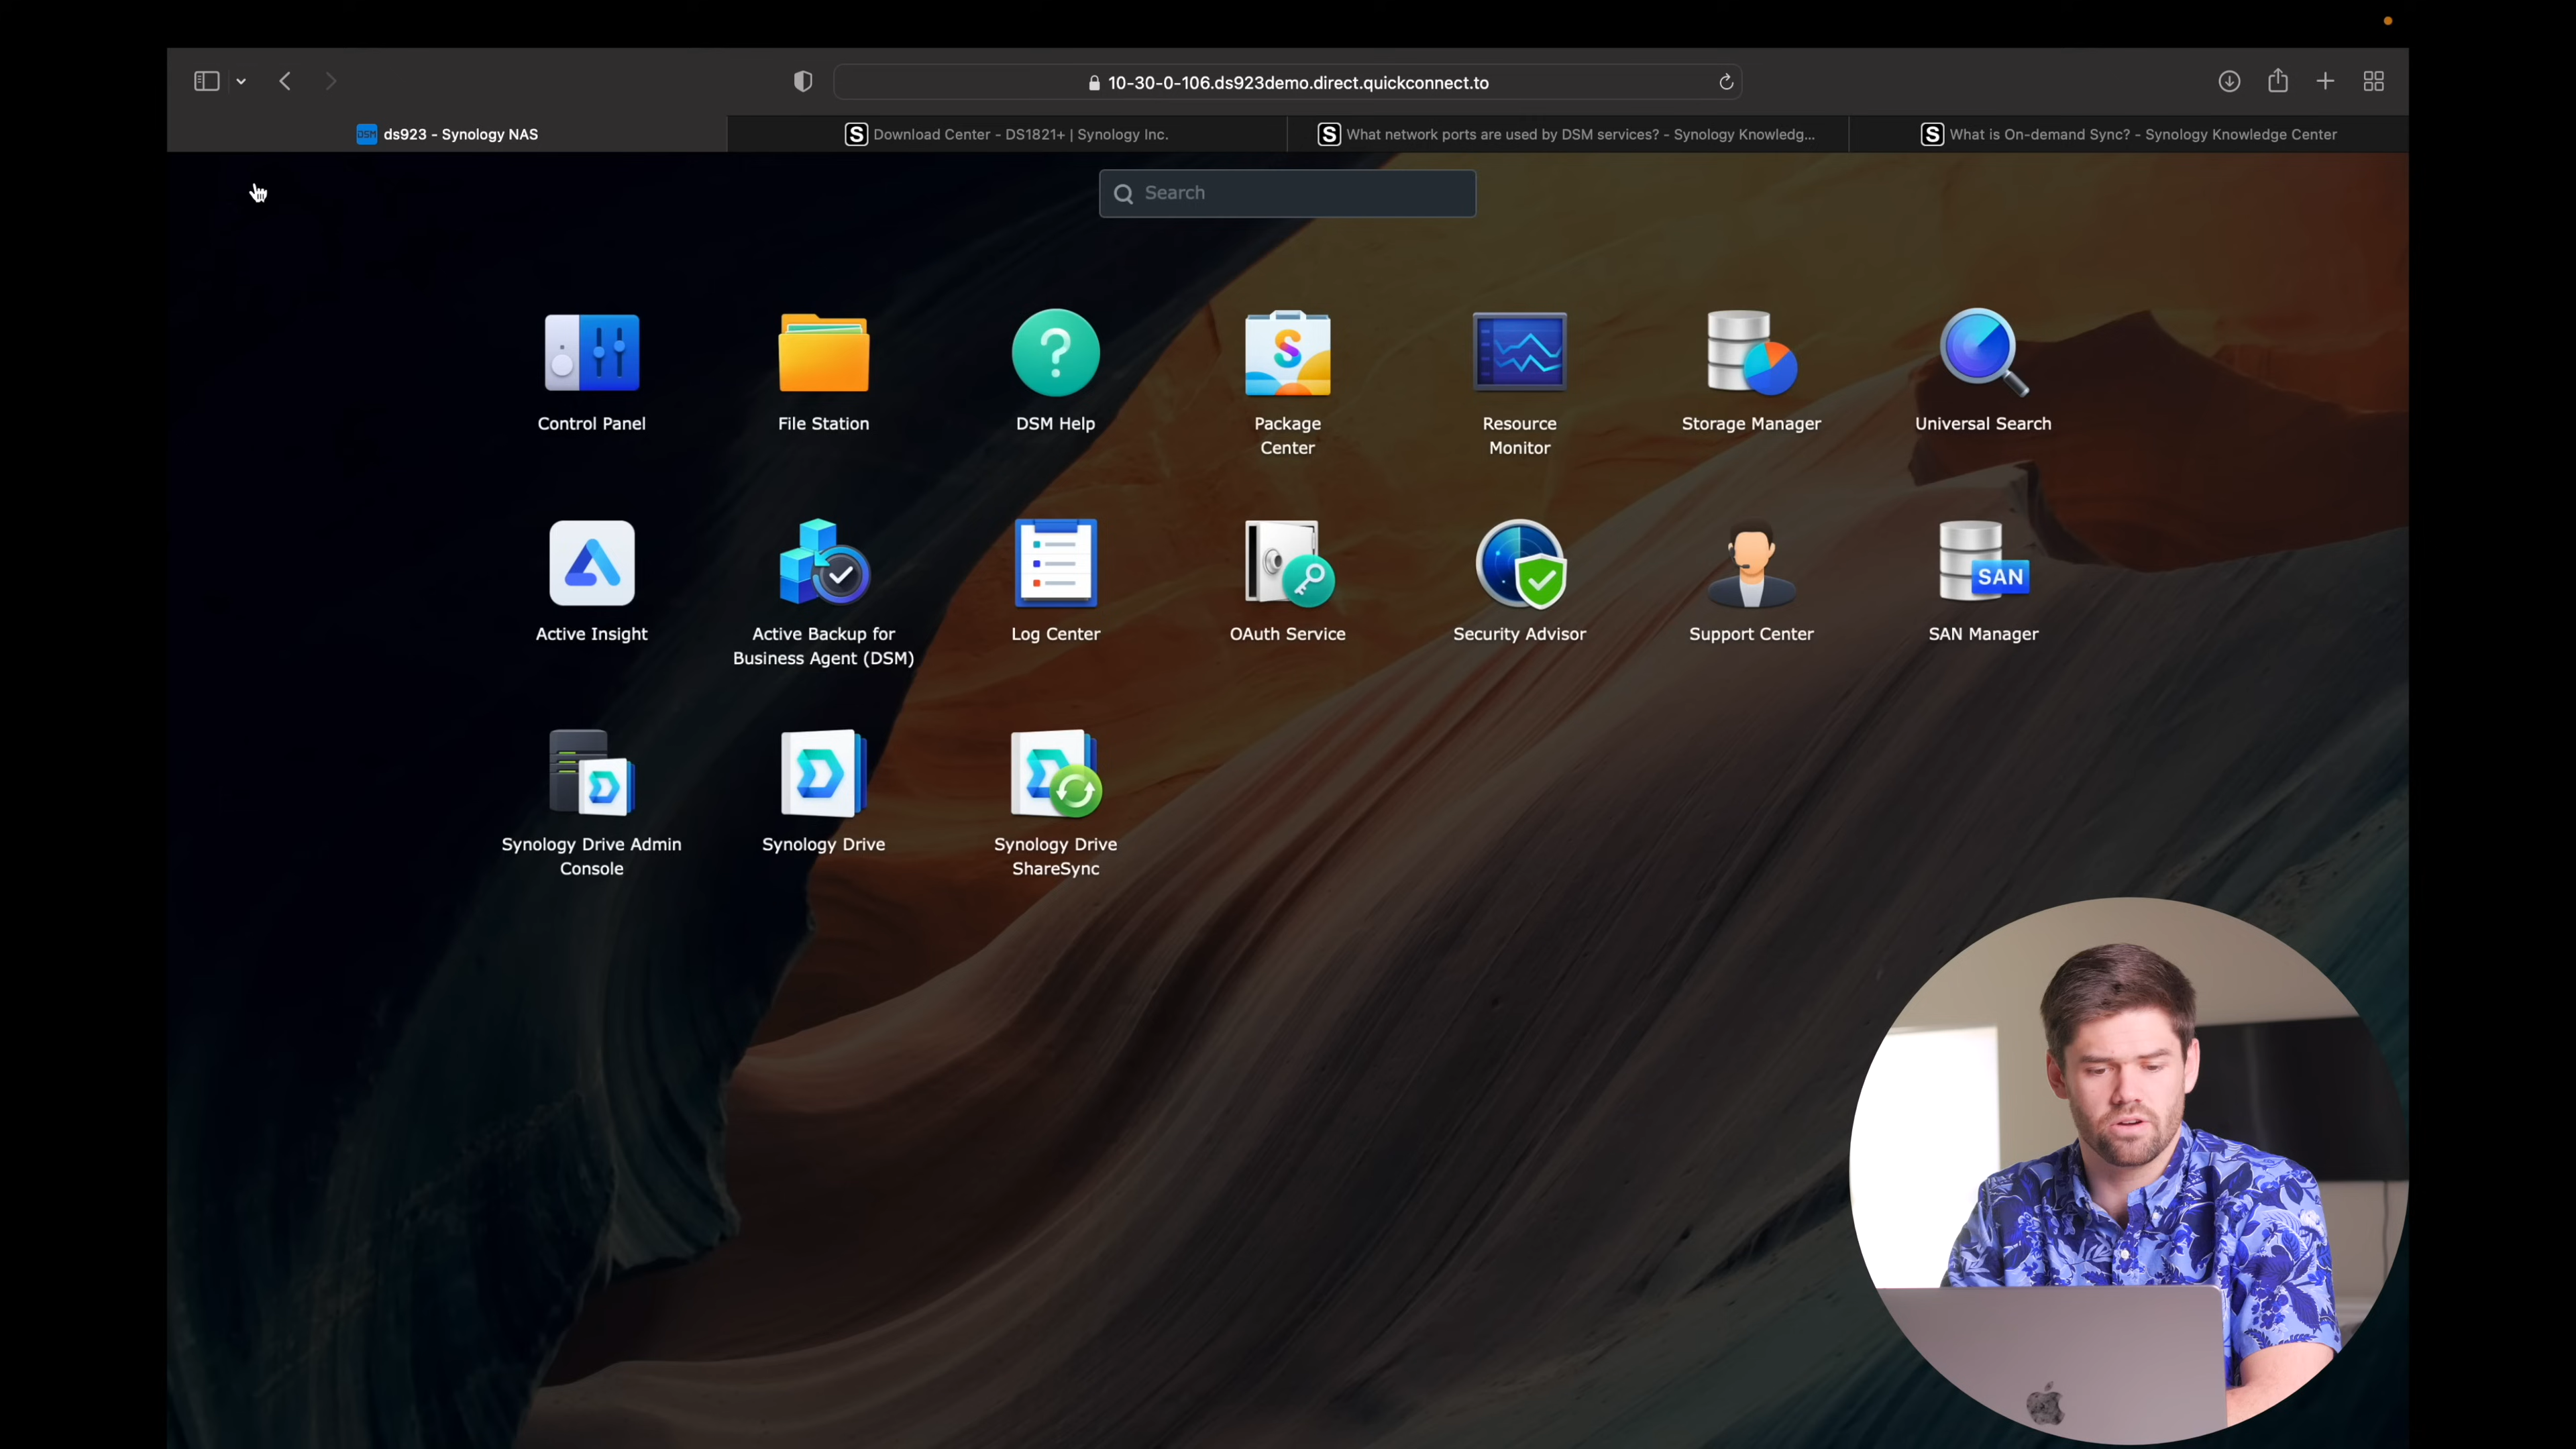 10-30-0-106.ds923demo.direct.quickconnect.to
DSM ds923 - Synology NAS
S Download Center - DS1821+ | Synology Inc.
S What network ports are used by DSM services? - Synology Knowledg...
S What is On-demand Sync? - Synology Knowledge Center
Search
Control Panel
File Station
DSM Help
S
Package
Center
Resource
Monitor
Storage Manager
Universal Search
Active Insight
Active Backup for
Business Agent (DSM)
Log Center
OAuth Service
Security Advisor
Support Center
SAN
SAN Manager
Synology Drive Admin
Console
Synology Drive
Synology Drive
ShareSync